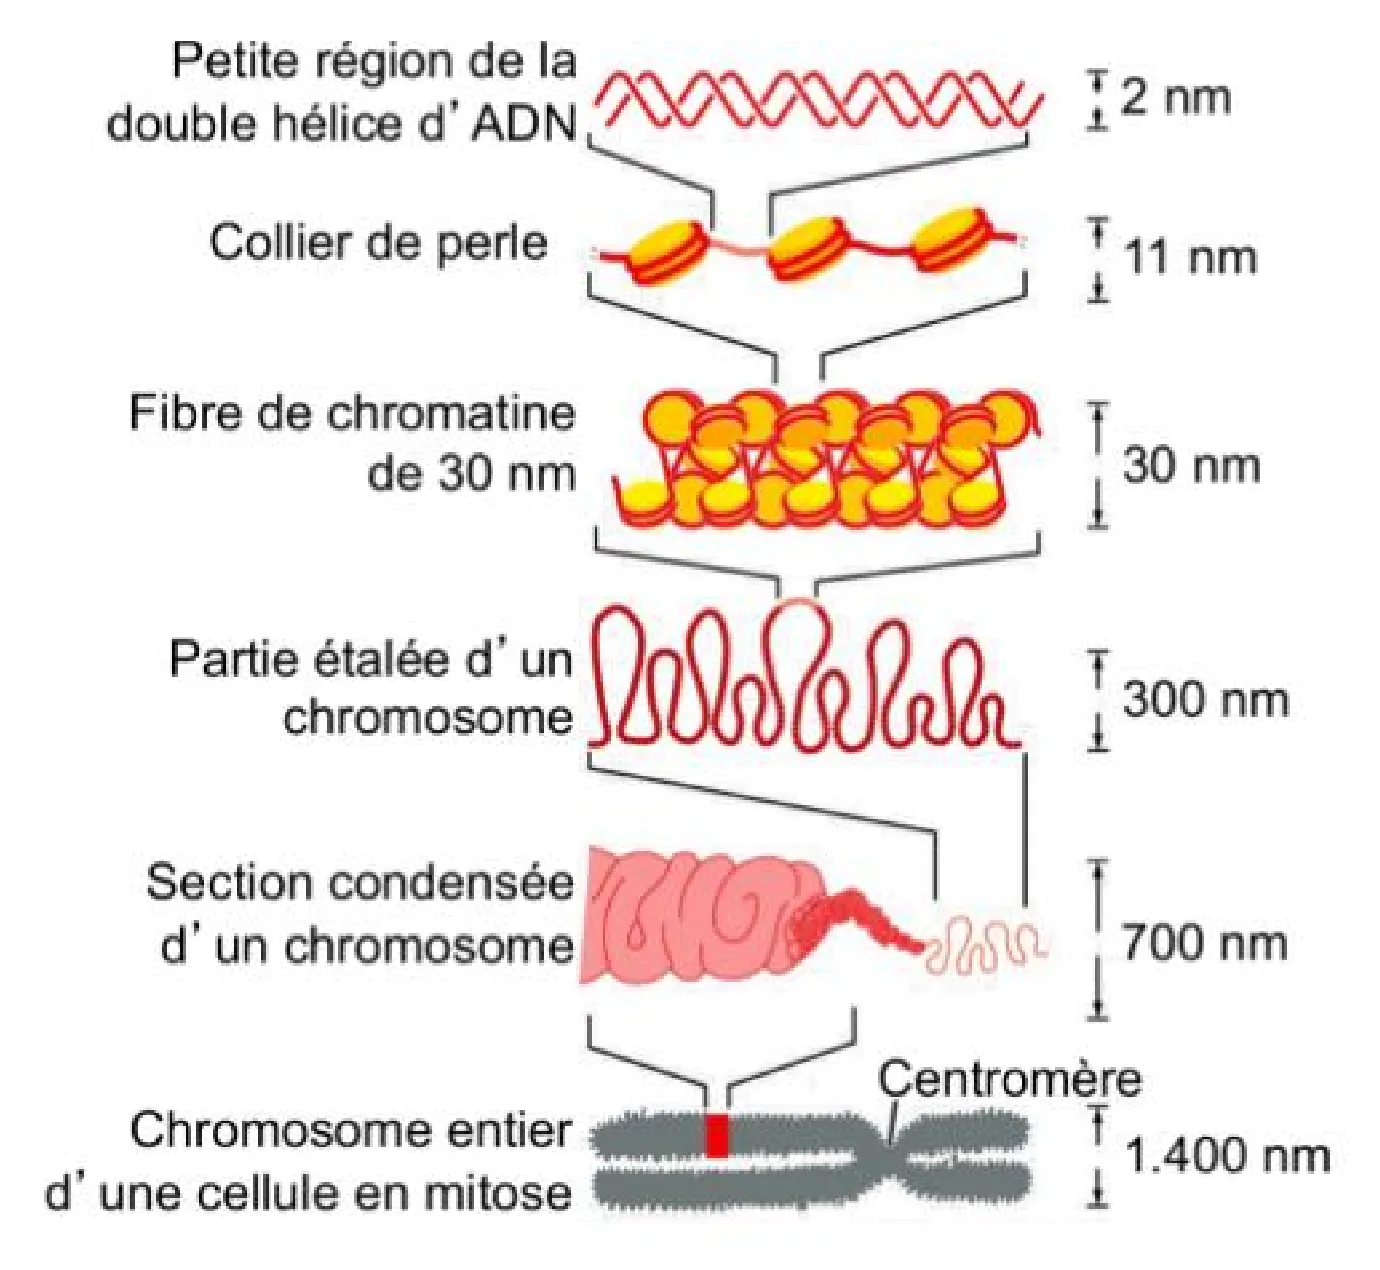 Petite région de la
double hélice d’ ADN
2 nm
Collier de perle
11 nm
Fibre de chromatine
de 30 nm
30 nm
Partie étalée d’ un
chromosome
300 nm
Section condensée
d’ un chromosome
700 nm
Centromère
Chromosome entier
d’ une cellule en mitose
1.400 nm